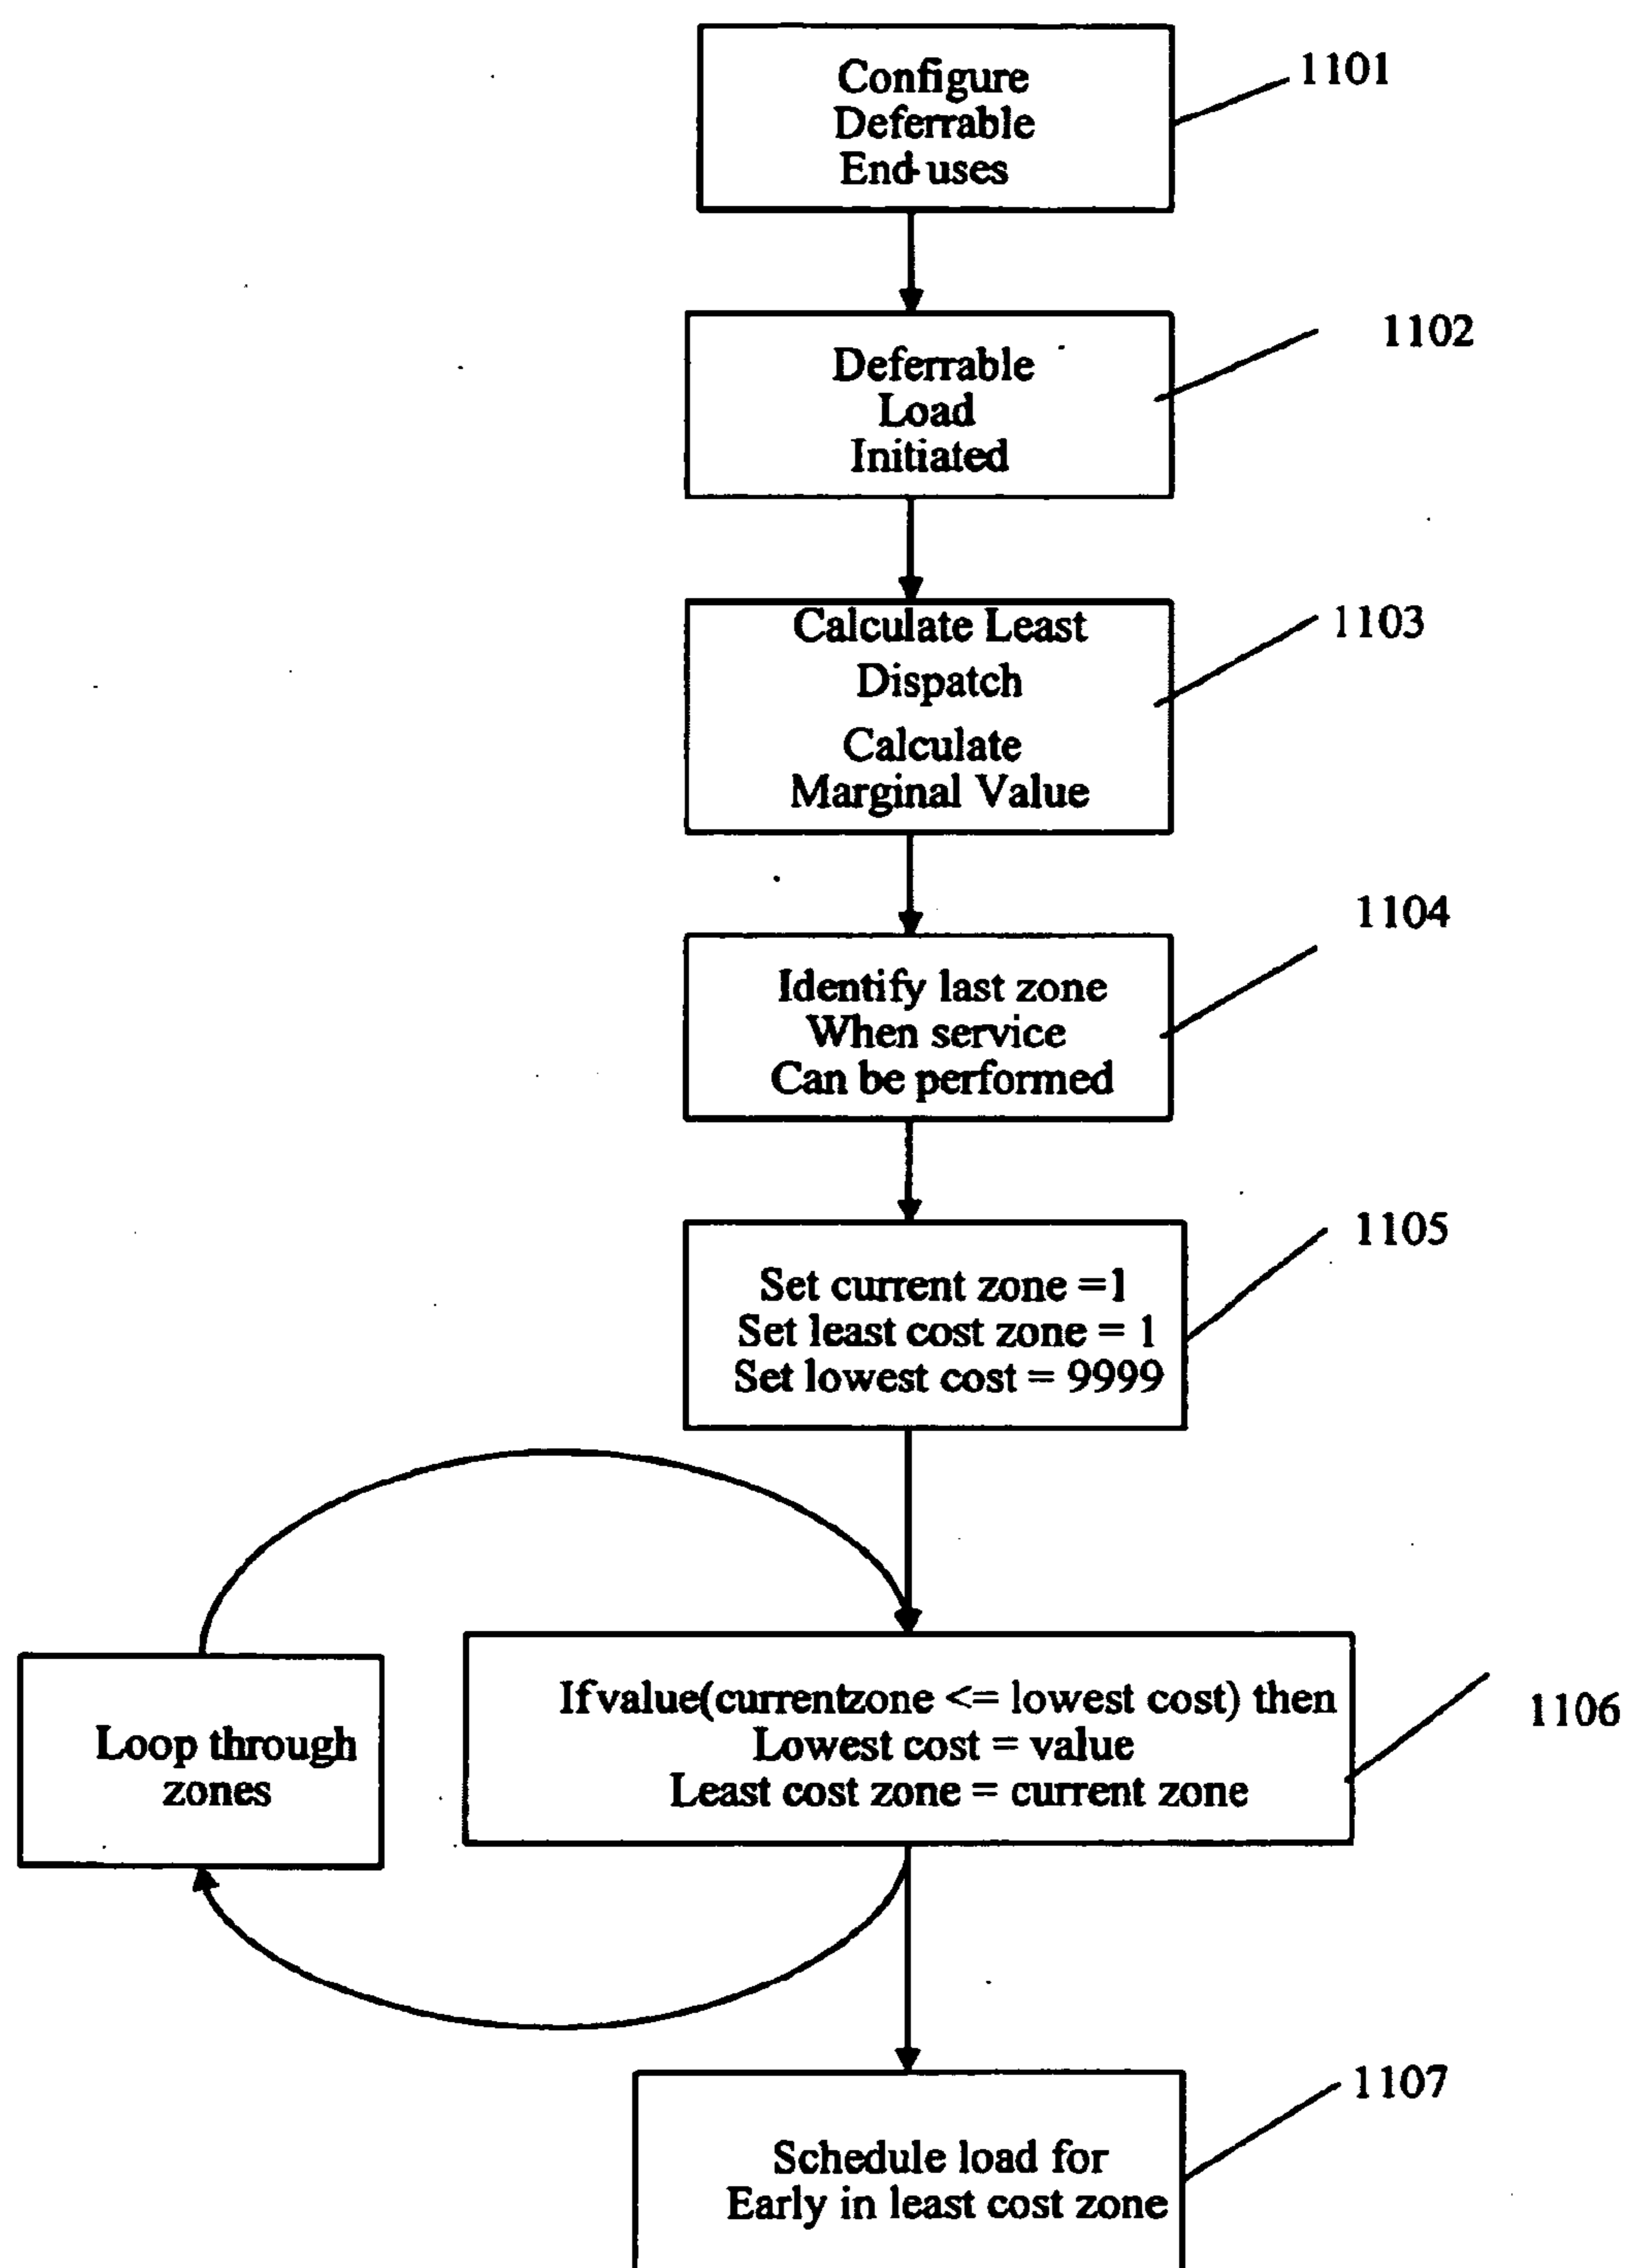 Configure
Deferrable
End-uses
1101
Deferrable
Load
Initiated
1102
Calculate Least
Dispatch
Calculate
Marginal Value
1103
Identify last zone
When service
Can be performed
1104
Set current zone =1
Set least cost zone = 1
Set lowest cost = 9999
1105
Loop through
zones
If value(currentzone <= lowest cost) then
Lowest cost = value
Least cost zone = current zone
1106
Schedule load for
Early in least cost zone
1107